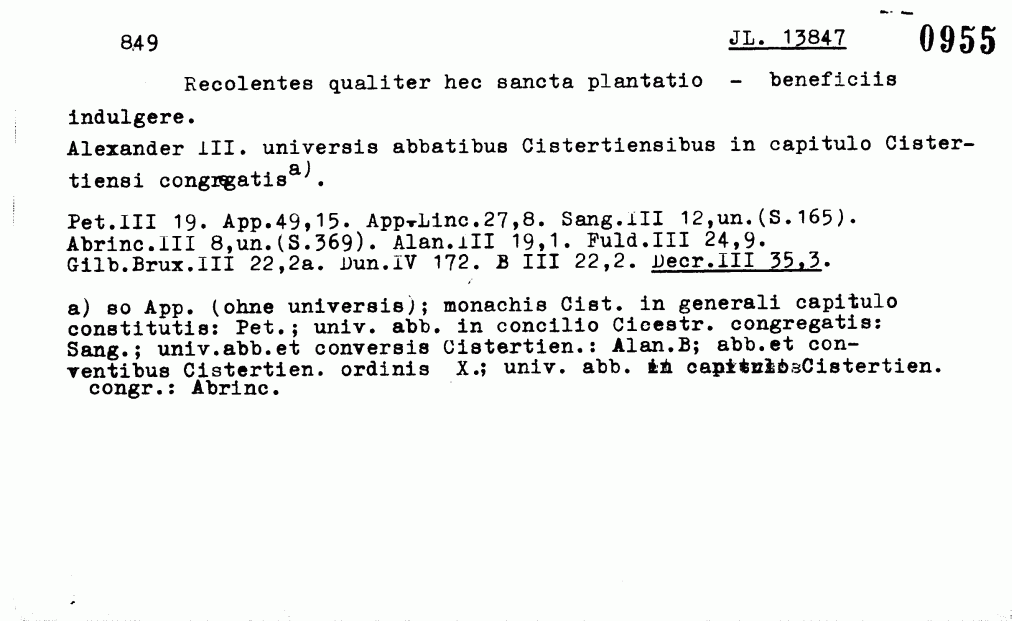 849 JL. 13847 0955
Recolentes qualiter hec sancta plantatio - beneficiis
indulgere.
Alexander III. universis abbatibus Cistertiensibus in capitulo Cister-
tiensi congregatis a).
Pet.III 19. App.49,15. App.Linc.27,8. Sang.III 12,un.(S.165).
Abrinc.III 8,un.(S.369). Alan.III 19,1. Fuld.III 24,9.
Gilb.Brux.III 22,2a. Dun.IV 172. B III 22,2. Decr.III 35,3.
a) so App. (ohne universis); monachis Cist. in generali capitulo
constitutis: Pet.; univ. abb. in concilio Cicestr. congregatis:
Sang.; univ.abb.et conversis Cistertien.: Alan.B; abb.et con-
ventibus Cistertien. ordinis X.; univ. abb. Cistertien.
congr.: Abrinc.